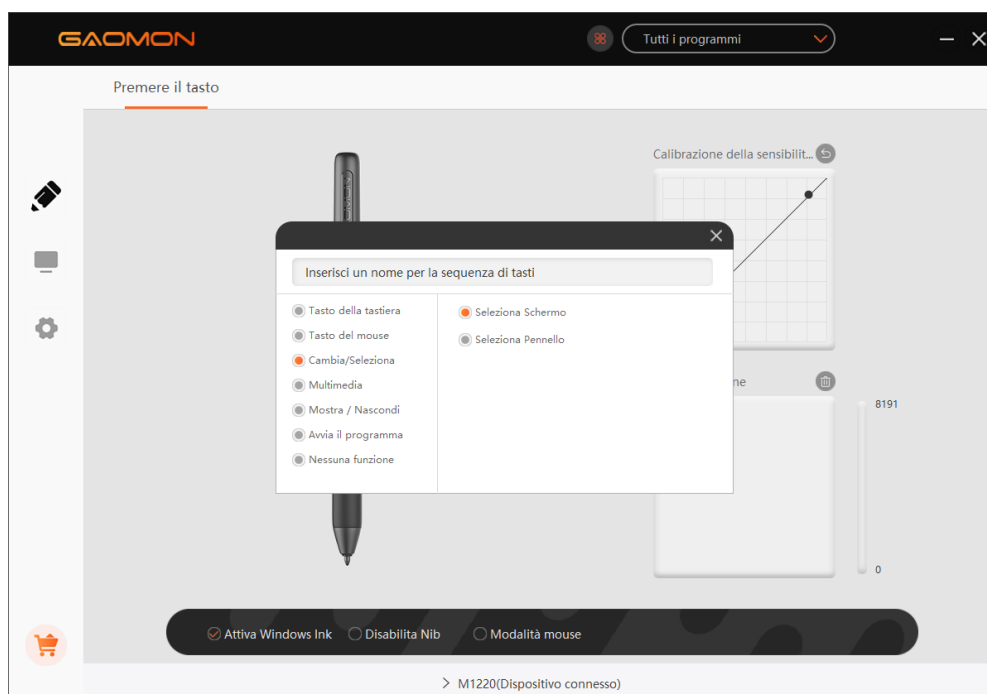 GAOMON
Tutti i programmi
Premere il tasto
Calibrazione della sensibilit...
Inserisci un nome per la sequenza di tasti
Tasto della tastiera
Seleziona Schermo
Tasto del mouse
Seleziona Pennello
Cambia/Seleziona
Multimedia
Mostra / Nascondi
Avvia il programma
Nessuna funzione
ne
8191
0
Attiva Windows Ink
Disabilita Nib
Modalità mouse
M1220(Dispositivo connesso)